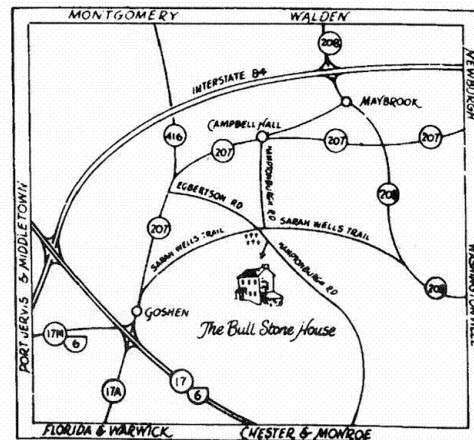 MONTGOMERY
WALDEN
208
INTERSTATE 84
NEWBURGH
MAYBROOK
416
CAMPBELL HALL
207
207
207
HAMPTONBURGH RD
EGBERTSON RD
208
207
SARAH WELLS TRAIL
SARAH WELLS TRAIL
HAMPTONBURGH RD
WASHINGTONVILLE
208
PORT JERVIS & MIDDLETOWN
GOSHEN
The Bull Stone House
17M
6
17A
17
6
FLORIDA & WARWICK
CHESTER & MONROE